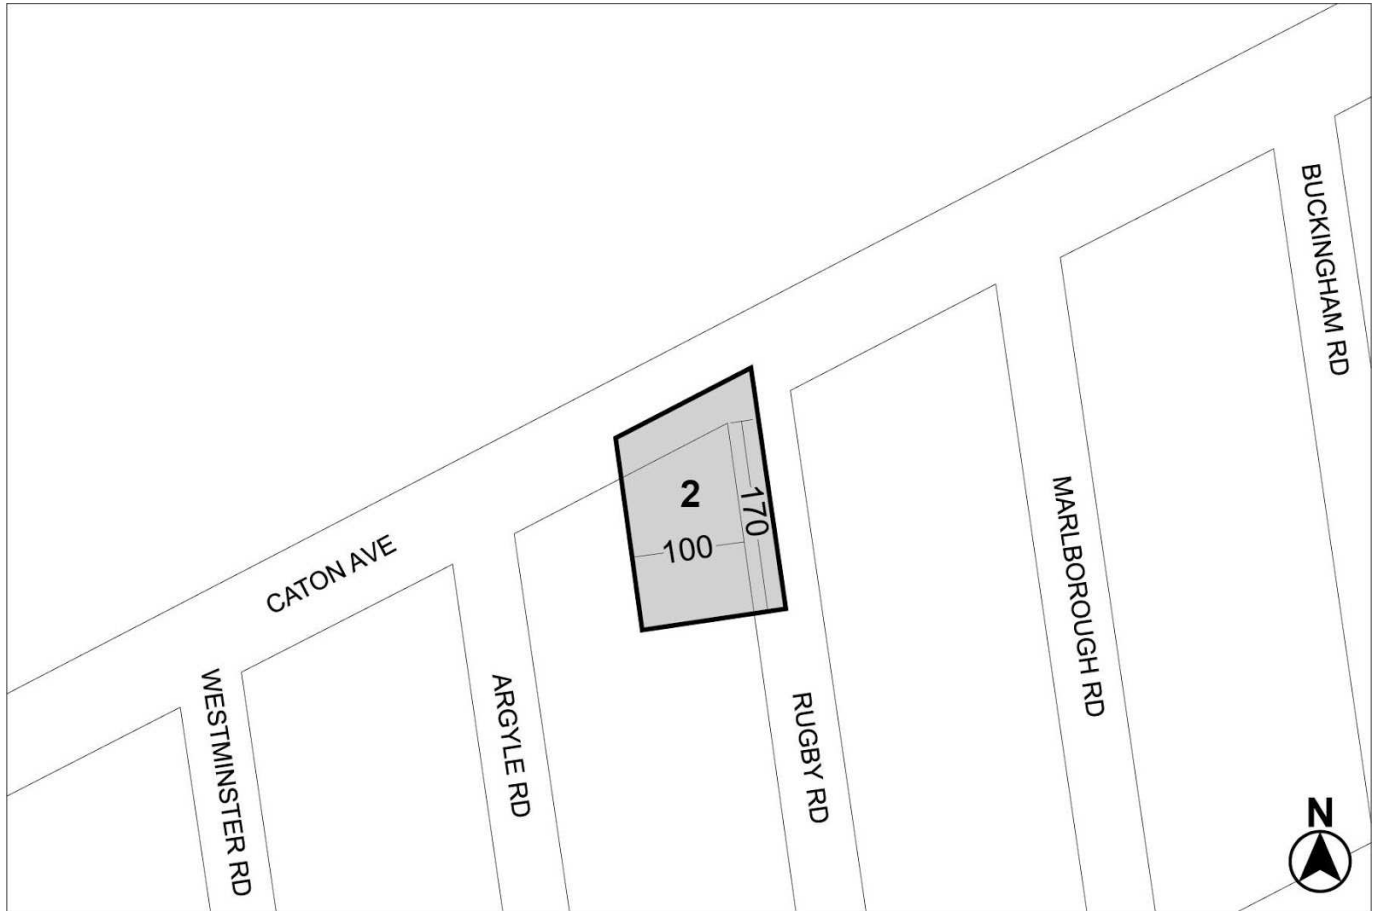 BUCKINGHAM RD
2
170
100
MARLBOROUGH RD
CATON AVE
WESTMINSTER RD
ARGYLE RD
RUGBY RD
N